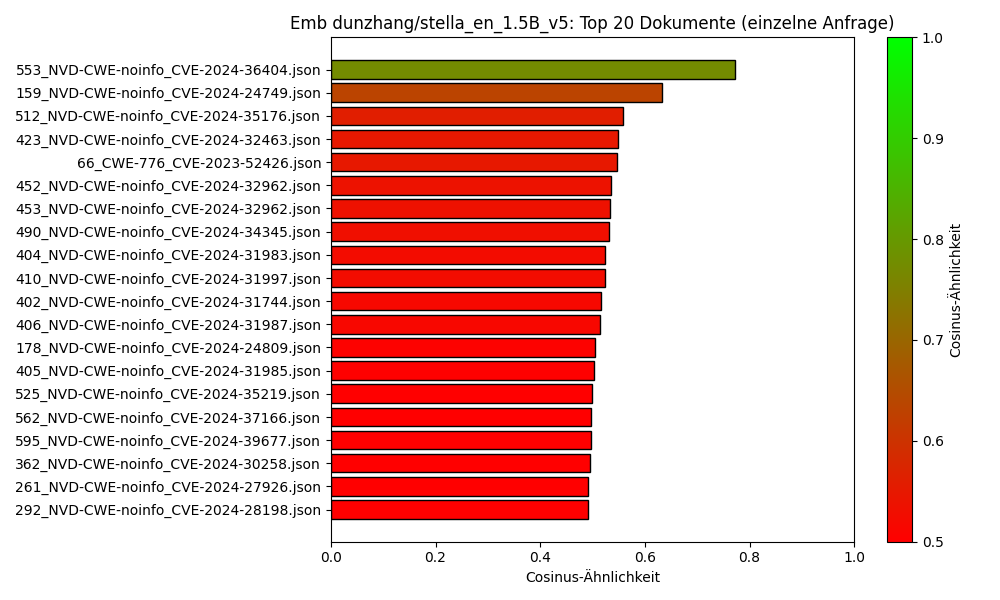 Emb dunzhang/stella_en_1.5B_v5: Top 20 Dokumente (einzelne Anfrage)
553_NVD-CWE-noinfo_CVE-2024-36404.json
159_NVD-CWE-noinfo_CVE-2024-24749.json
512_NVD-CWE-noinfo_CVE-2024-35176.json
423_NVD-CWE-noinfo_CVE-2024-32463.json
66_CWE-776_CVE-2023-52426.json
452_NVD-CWE-noinfo_CVE-2024-32962.json
453_NVD-CWE-noinfo_CVE-2024-32962.json
490_NVD-CWE-noinfo_CVE-2024-34345.json
404_NVD-CWE-noinfo_CVE-2024-31983.json
410_NVD-CWE-noinfo_CVE-2024-31997.json
402_NVD-CWE-noinfo_CVE-2024-31744.json
406_NVD-CWE-noinfo_CVE-2024-31987.json
178_NVD-CWE-noinfo_CVE-2024-24809.json
405_NVD-CWE-noinfo_CVE-2024-31985.json
525_NVD-CWE-noinfo_CVE-2024-35219.json
562_NVD-CWE-noinfo_CVE-2024-37166.json
595_NVD-CWE-noinfo_CVE-2024-39677.json
362_NVD-CWE-noinfo_CVE-2024-30258.json
261_NVD-CWE-noinfo_CVE-2024-27926.json
292_NVD-CWE-noinfo_CVE-2024-28198.json
0.0 0.2 0.4 0.6 0.8 1.0
Cosinus-Ähnlichkeit
1.0
0.9
0.8
0.7
0.6
0.5
Cosinus-Ähnlichkeit